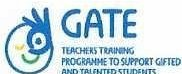 GATE
TEACHERS TRAINING
PROGRAMME TO SUPPORT GIFTED
AND TALENTED STUDENTS